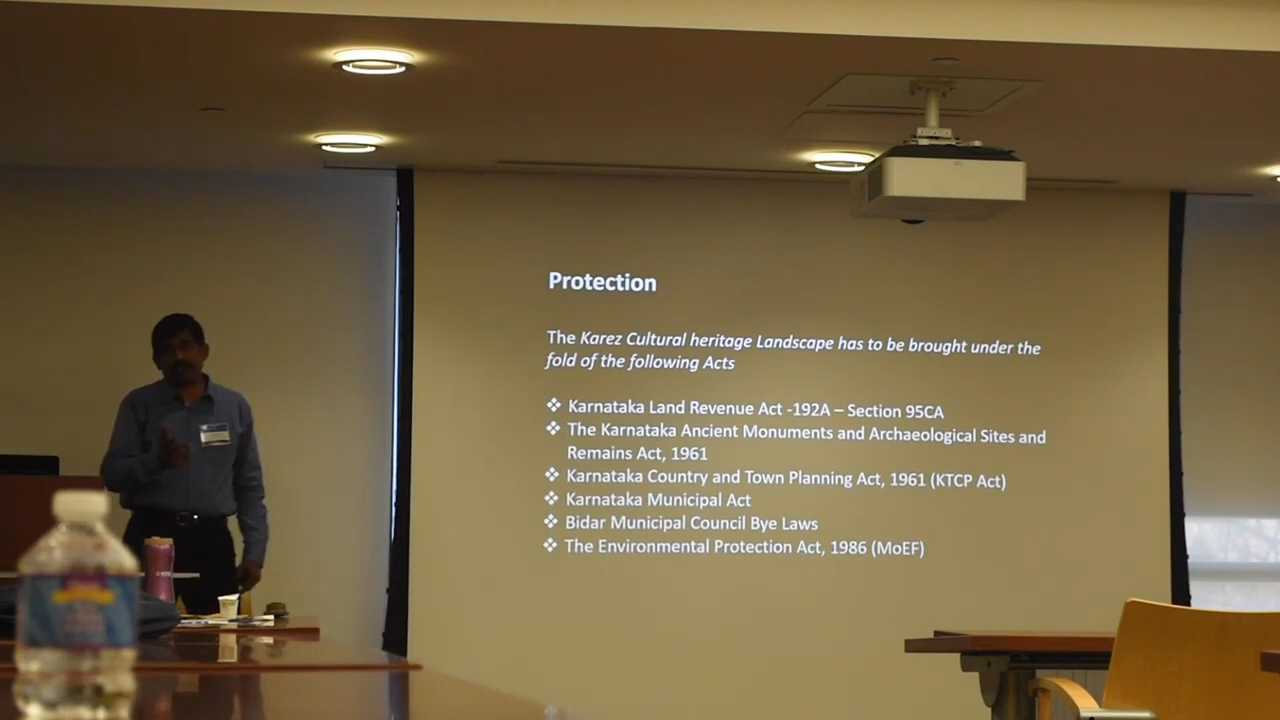 Protection
The Karez Cultural heritage Landscape has to be brought under the
fold of the following Acts
❖ Karnataka Land Revenue Act -192A – Section 95CA
❖ The Karnataka Ancient Monuments and Archaeological Sites and
Remains Act, 1961
❖ Karnataka Country and Town Planning Act, 1961 (KTCP Act)
❖ Karnataka Municipal Act
❖ Bidar Municipal Council Bye Laws
❖ The Environmental Protection Act, 1986 (MoEF)